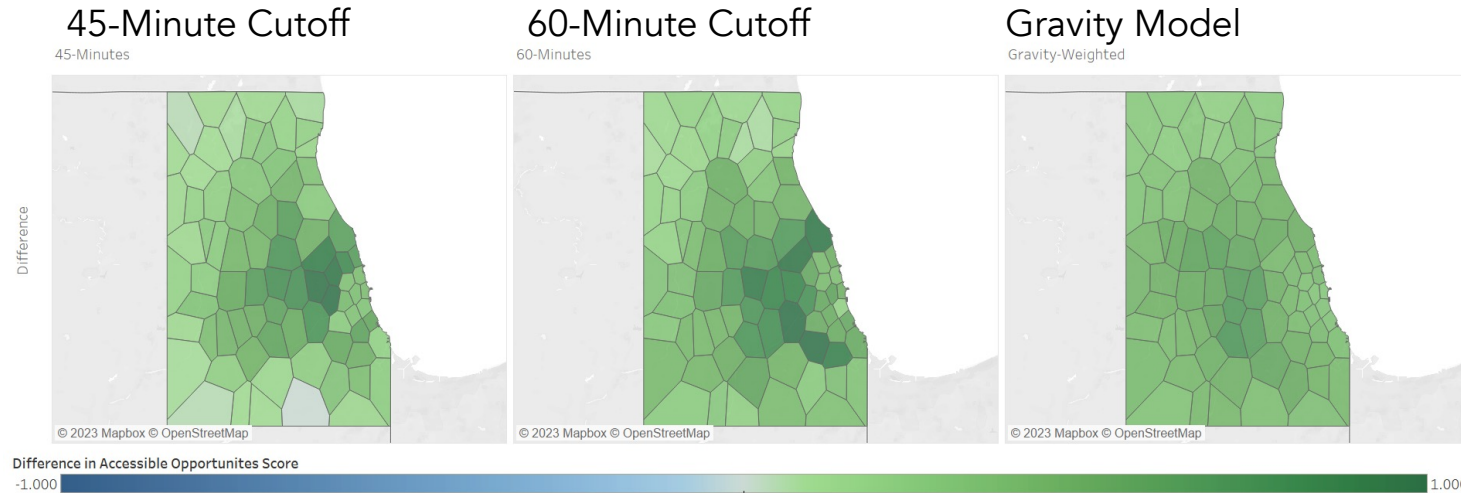 45-Minute Cutoff
60-Minute Cutoff
Gravity Model
45-Minutes
60-Minutes
Gravity-Weighted
Difference
© 2023 Mapbox © OpenStreetMap
© 2023 Mapbox © OpenStreetMap
© 2023 Mapbox © OpenStreetMap
Difference in Accessible Opportunites Score
-1.000
1.000